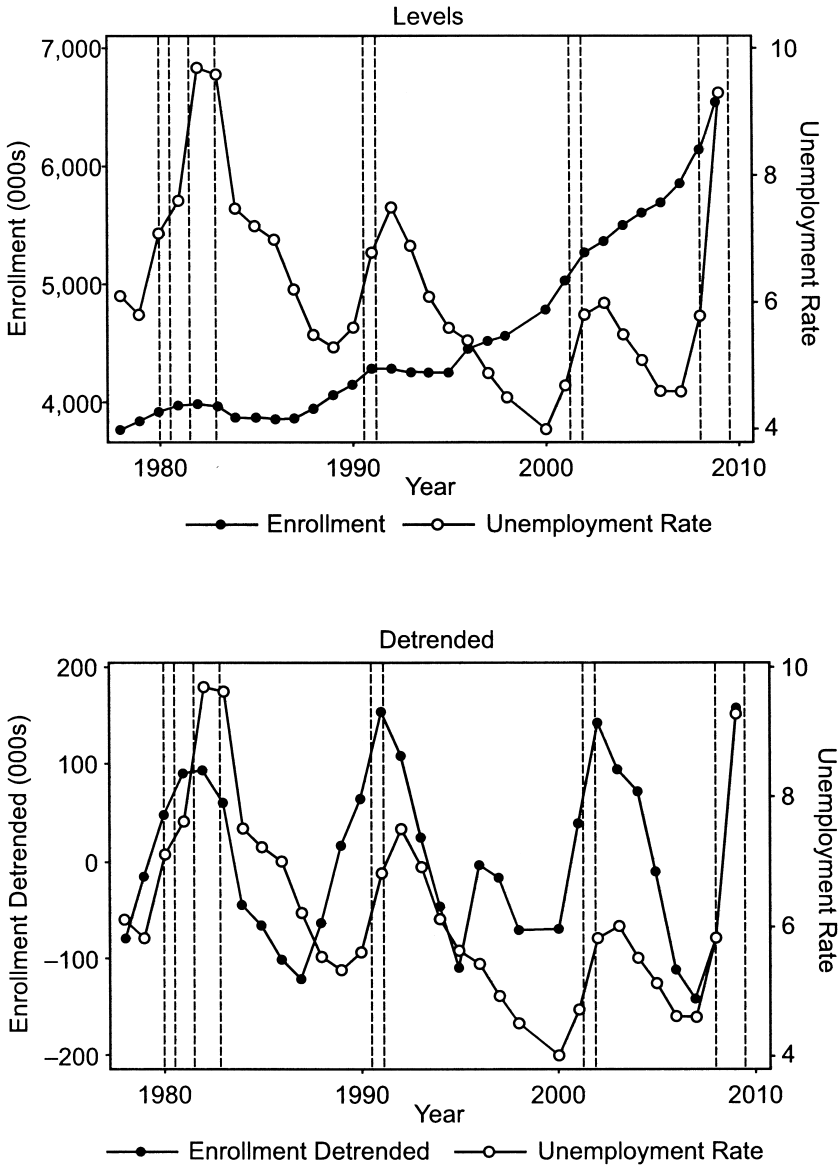 Levels
7,000
6,000
5,000
4,000
Enrollment (000s)
10
8
6
4
Unemployment Rate
1980 1990 2000 2010
Year
Enrollment Unemployment Rate
Detrended
200
100
0
−100
−200
Enrollment Detrended (000s)
10
8
6
4
Unemployment Rate
1980 1990 2000 2010
Year
Enrollment Detrended Unemployment Rate